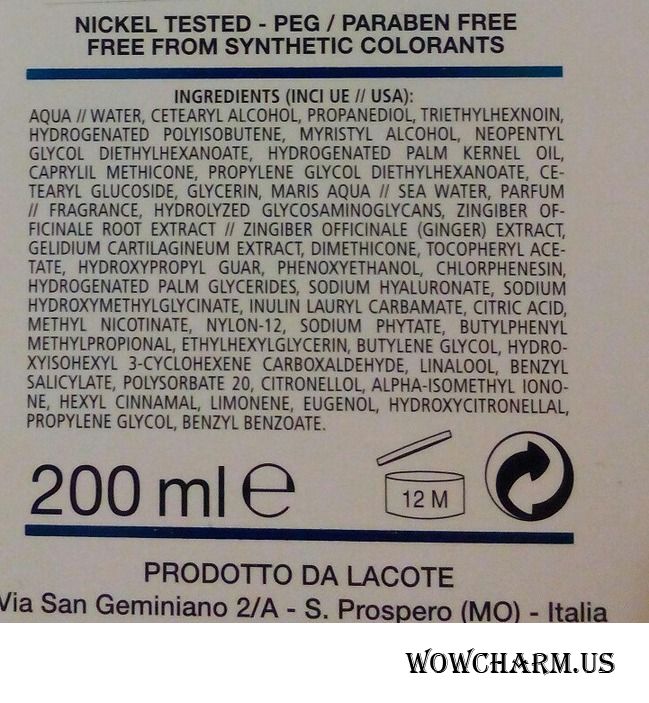 NICKEL TESTED - PEG / PARABEN FREE
FREE FROM SYNTHETIC COLORANTS
INGREDIENTS (INCI UE // USA):
AQUA // WATER, CETEARYL ALCOHOL, PROPANEDIOL, TRIETHYLHEXNOIN,
HYDROGENATED POLYISOBUTENE, MYRISTYL ALCOHOL, NEOPENTYL
GLYCOL DIETHYLHEXANOATE, HYDROGENATED PALM KERNEL OIL,
CAPRYLIL METHICONE, PROPYLENE GLYCOL DIETHYLHEXANOATE, CE-
TEARYL GLUCOSIDE, GLYCERIN, MARIS AQUA // SEA WATER, PARFUM
// FRAGRANCE, HYDROLYZED GLYCOSAMINOGLYCANS, ZINGIBER OF-
FICINALE ROOT EXTRACT // ZINGIBER OFFICINALE (GINGER) EXTRACT,
GELIDIUM CARTILAGINEUM EXTRACT, DIMETHICONE, TOCOPHERYL ACE-
TATE, HYDROXYPROPYL GUAR, PHENOXYETHANOL, CHLORPHENESIN,
HYDROGENATED PALM GLYCERIDES, SODIUM HYALURONATE, SODIUM
HYDROXYMETHYLGLYCINATE, INULIN LAURYL CARBAMATE, CITRIC ACID,
METHYL NICOTINATE, NYLON-12, SODIUM PHYTATE, BUTYLPHENYL
METHYLPROPIONAL, ETHYLHEXYLGLYCERIN, BUTYLENE GLYCOL, HYDRO-
XYISOHEXYL 3-CYCLOHEXENE CARBOXALDEHYDE, LINALOOL, BENZYL
SALICYLATE, POLYSORBATE 20, CITRONELLOL, ALPHA-ISOMETHYL IONO-
NE, HEXYL CINNAMAL, LIMONENE, EUGENOL, HYDROXYCITRONELLAL,
PROPYLENE GLYCOL, BENZYL BENZOATE.
200 ml e
12 M
PRODOTTO DA LACOTE
Via San Geminiano 2/A - S. Prospero (MO) - Italia
WOWCHARM.US